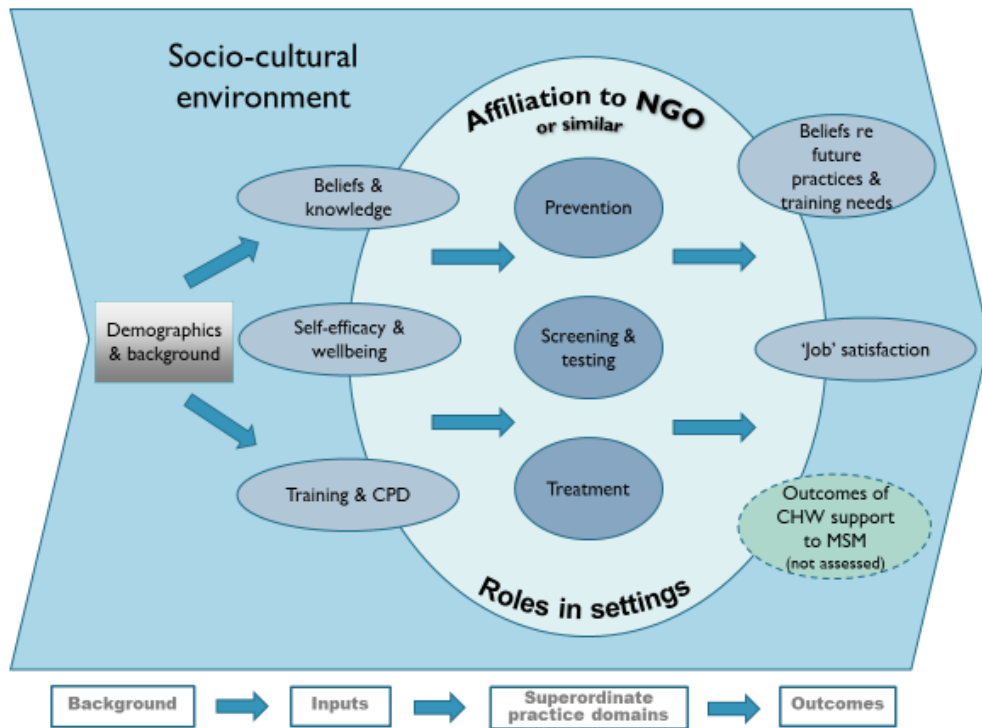 Socio-cultural
environment
Affiliation to NGO
or similar
Beliefs &
knowledge
Prevention
Beliefs re
future
practices &
training needs
Demographics
& background
Self-efficacy &
wellbeing
Screening &
testing
'Job' satisfaction
Training & CPD
Treatment
Outcomes of
CHW support
to MSM
(not assessed)
Roles in settings
Background
Inputs
Superordinate
practice domains
Outcomes